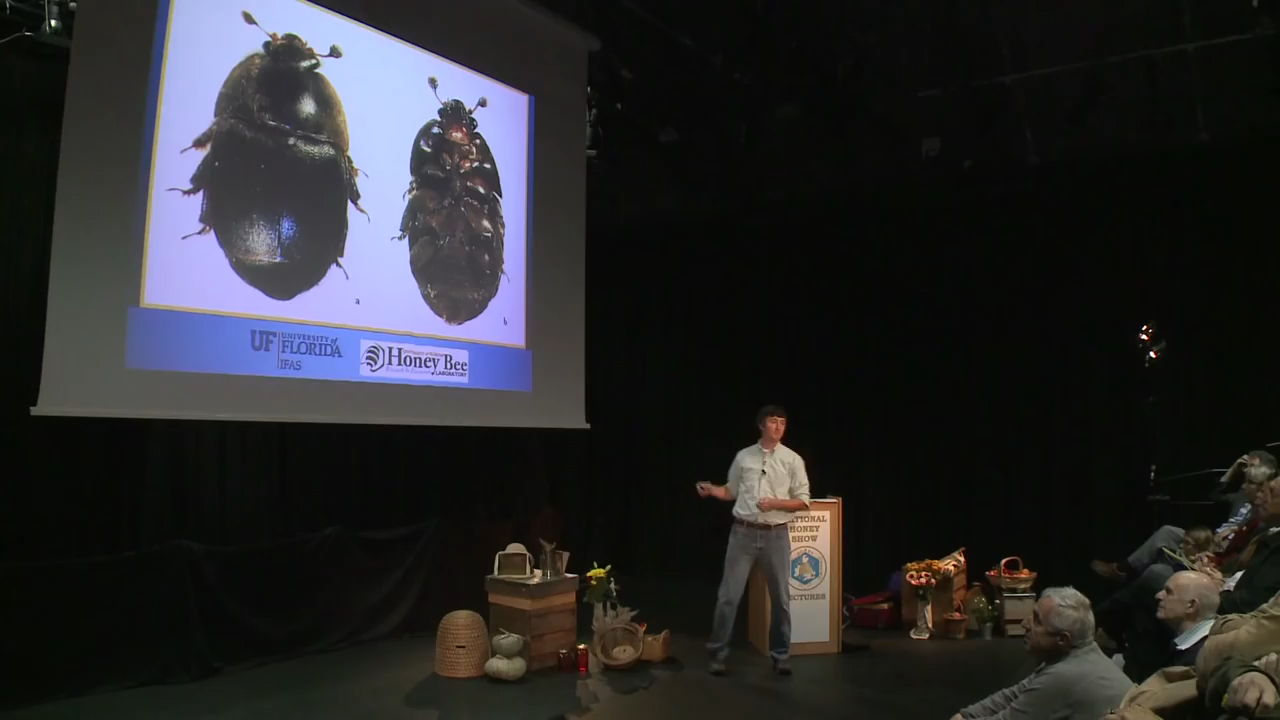 a
b
UF
UNIVERSITY of
FLORIDA
IFAS
Honey Bee
LABORATORY
NATIONAL
HONEY
SHOW
LECTURES